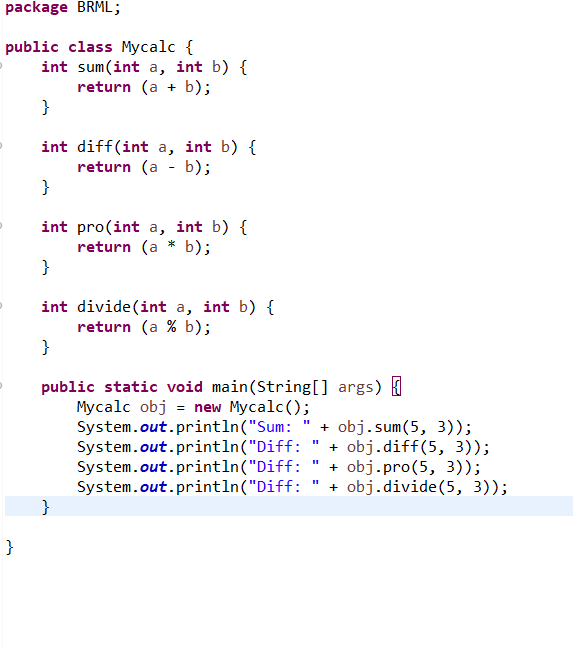 package BRML;
public class Mycalc {
int sum(int a, int b) {
return (a + b);
}
int diff(int a, int b) {
return (a - b);
}
int pro(int a, int b) {
return (a * b);
}
int divide(int a, int b) {
return (a % b);
}
public static void main(String[] args) {
Mycalc obj = new Mycalc();
System.out.println("Sum: " + obj.sum(5, 3));
System.out.println("Diff: " + obj.diff(5, 3));
System.out.println("Diff: " + obj.pro(5, 3));
System.out.println("Diff: " + obj.divide(5, 3));
}
}